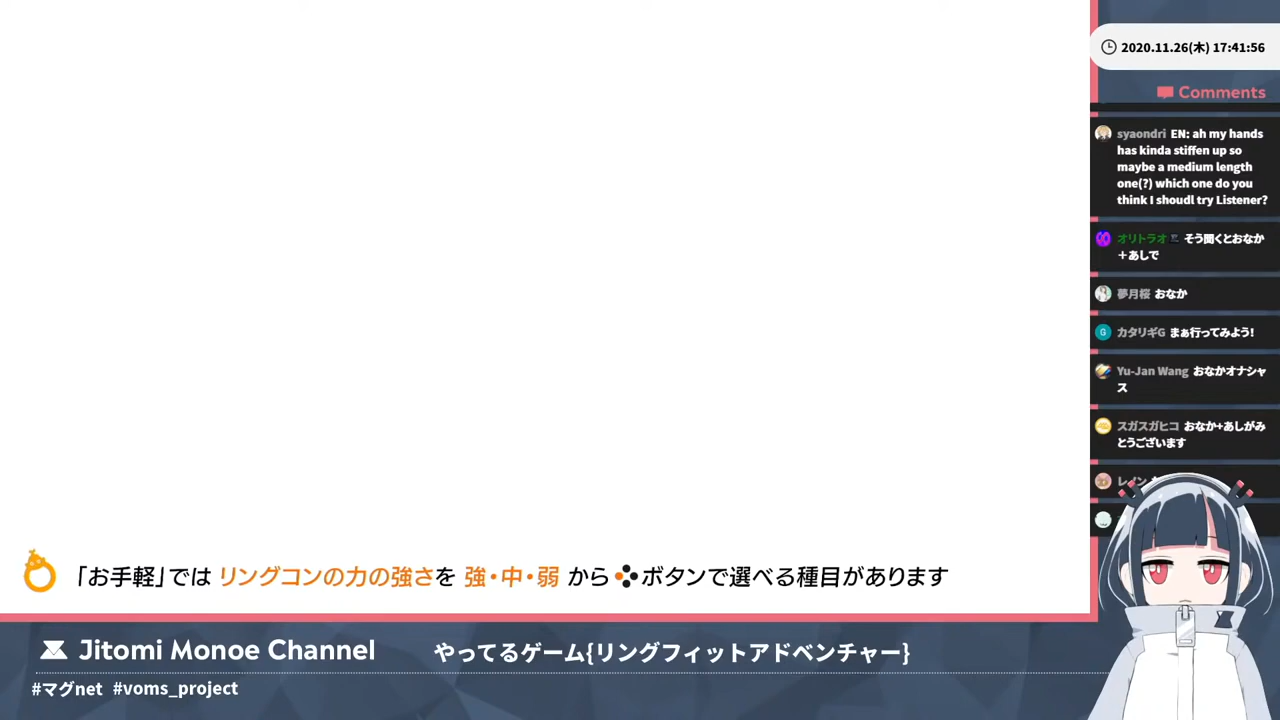 2020.11.26(木) 17:41:56
Comments
syaondri EN: ah my hands
has kinda stiffen up so
maybe a medium length
one(?) which one do you
think I shoudl try Listener?
オリトラオ そう聞くとおなか
＋あしで
夢月桜 おなか
カタリギG まぁ行ってみよう!
Yu-Jan Wang おなかオナシャ
ス
スガスガヒコ おなか+あしがみ
とうございます
「お手軽」では リングコンの力の強さを 強・中・弱 から ボタンで選べる種目があります
Jitomi Monoe Channel
やってるゲーム{リングフィットアドベンチャー}
#マグnet #voms_project